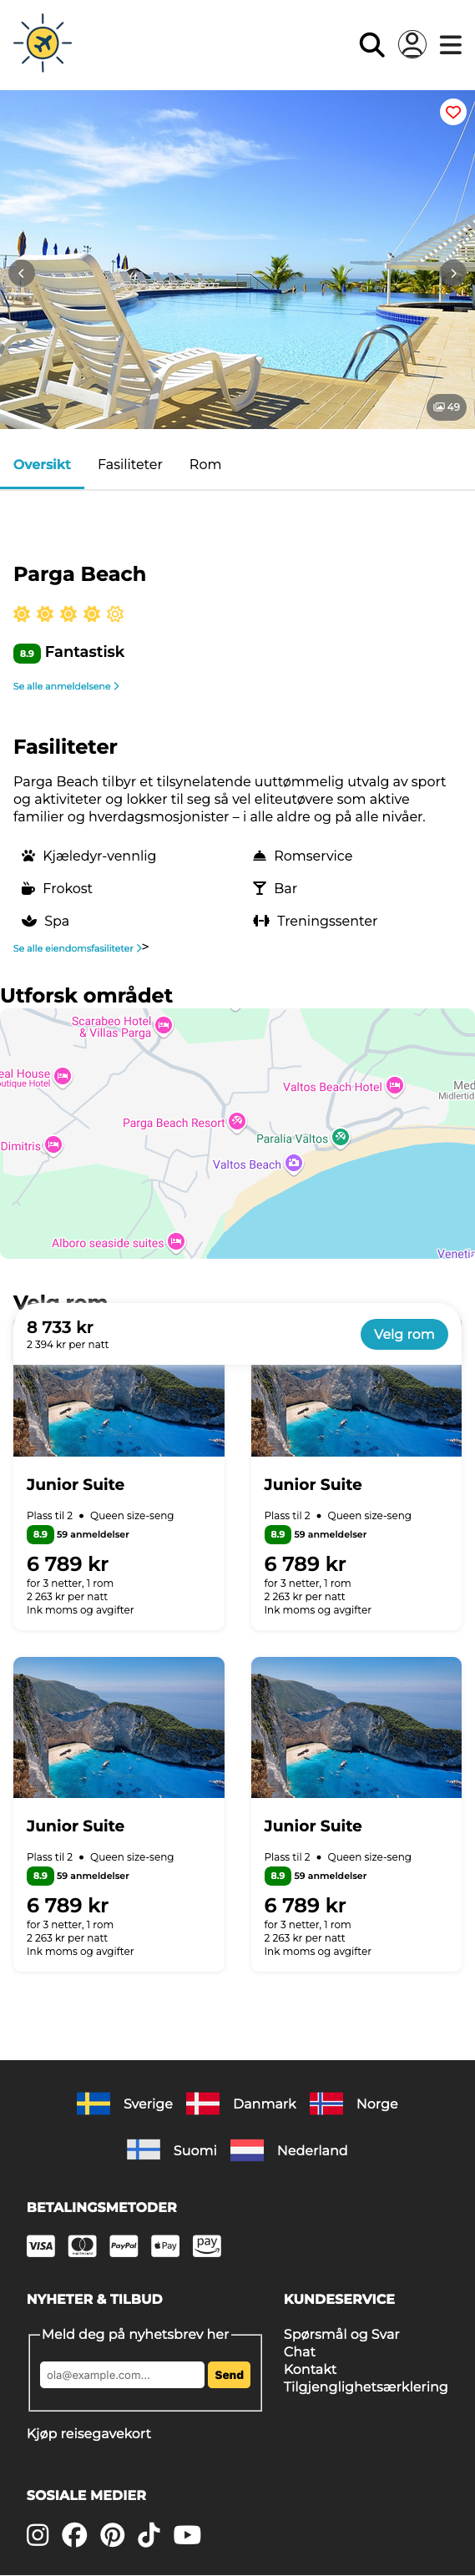 49
Oversikt Fasiliteter Rom
Parga Beach
8.9 Fantastisk
Se alle anmeldelsene
Fasiliteter
Parga Beach tilbyr et tilsynelatende uuttømmelig utvalg av sport
og aktiviteter og lokker til seg så vel eliteutøvere som aktive
familier og hverdagsmosjonister – i alle aldre og på alle nivåer.
Kjæledyr-vennlig Romservice
Frokost Bar
Spa Treningssenter
Se alle eiendomsfasiliteter >
Utforsk området
Scarabeo Hotel
& Villas Parga
eal House
outique Hotel
Valtos Beach Hotel
Med
Midlertid
Parga Beach Resort
Paralia Valtos
Dimitris
Valtos Beach
Alboro seaside suites
Venetia
Velg rom
8 733 kr
2 394 kr per natt
Velg rom
Junior Suite
Plass til 2 • Queen size-seng
8.9 59 anmeldelser
6 789 kr
for 3 netter, 1 rom
2 263 kr per natt
Ink moms og avgifter
Junior Suite
Plass til 2 • Queen size-seng
8.9 59 anmeldelser
6 789 kr
for 3 netter, 1 rom
2 263 kr per natt
Ink moms og avgifter
Junior Suite
Plass til 2 • Queen size-seng
8.9 59 anmeldelser
6 789 kr
for 3 netter, 1 rom
2 263 kr per natt
Ink moms og avgifter
Junior Suite
Plass til 2 • Queen size-seng
8.9 59 anmeldelser
6 789 kr
for 3 netter, 1 rom
2 263 kr per natt
Ink moms og avgifter
Sverige Danmark Norge
Suomi Nederland
BETALINGSMETODER
VISA mastercard PayPal Pay pay
NYHETER & TILBUD
Meld deg på nyhetsbrev her
ola@example.com... Send
Kjøp reisegavekort
KUNDESERVICE
Spørsmål og Svar
Chat
Kontakt
Tilgjenglighetsærklering
SOSIALE MEDIER